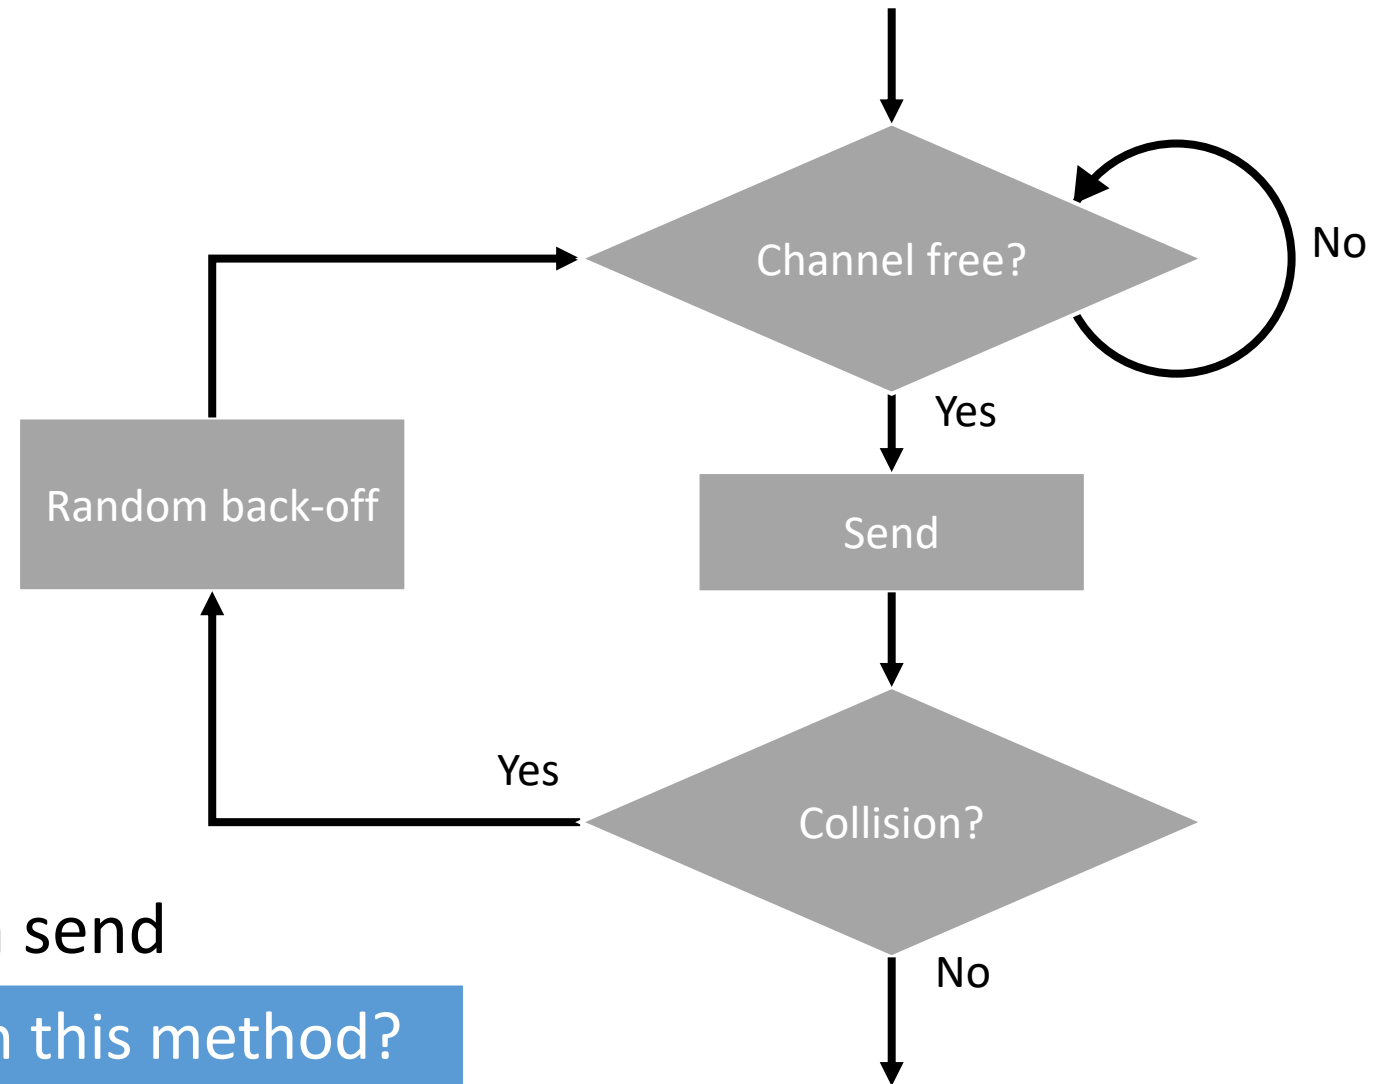 Channel free?
No
Yes
Random back-off
Send
Yes
Collision?
send
No
this method?